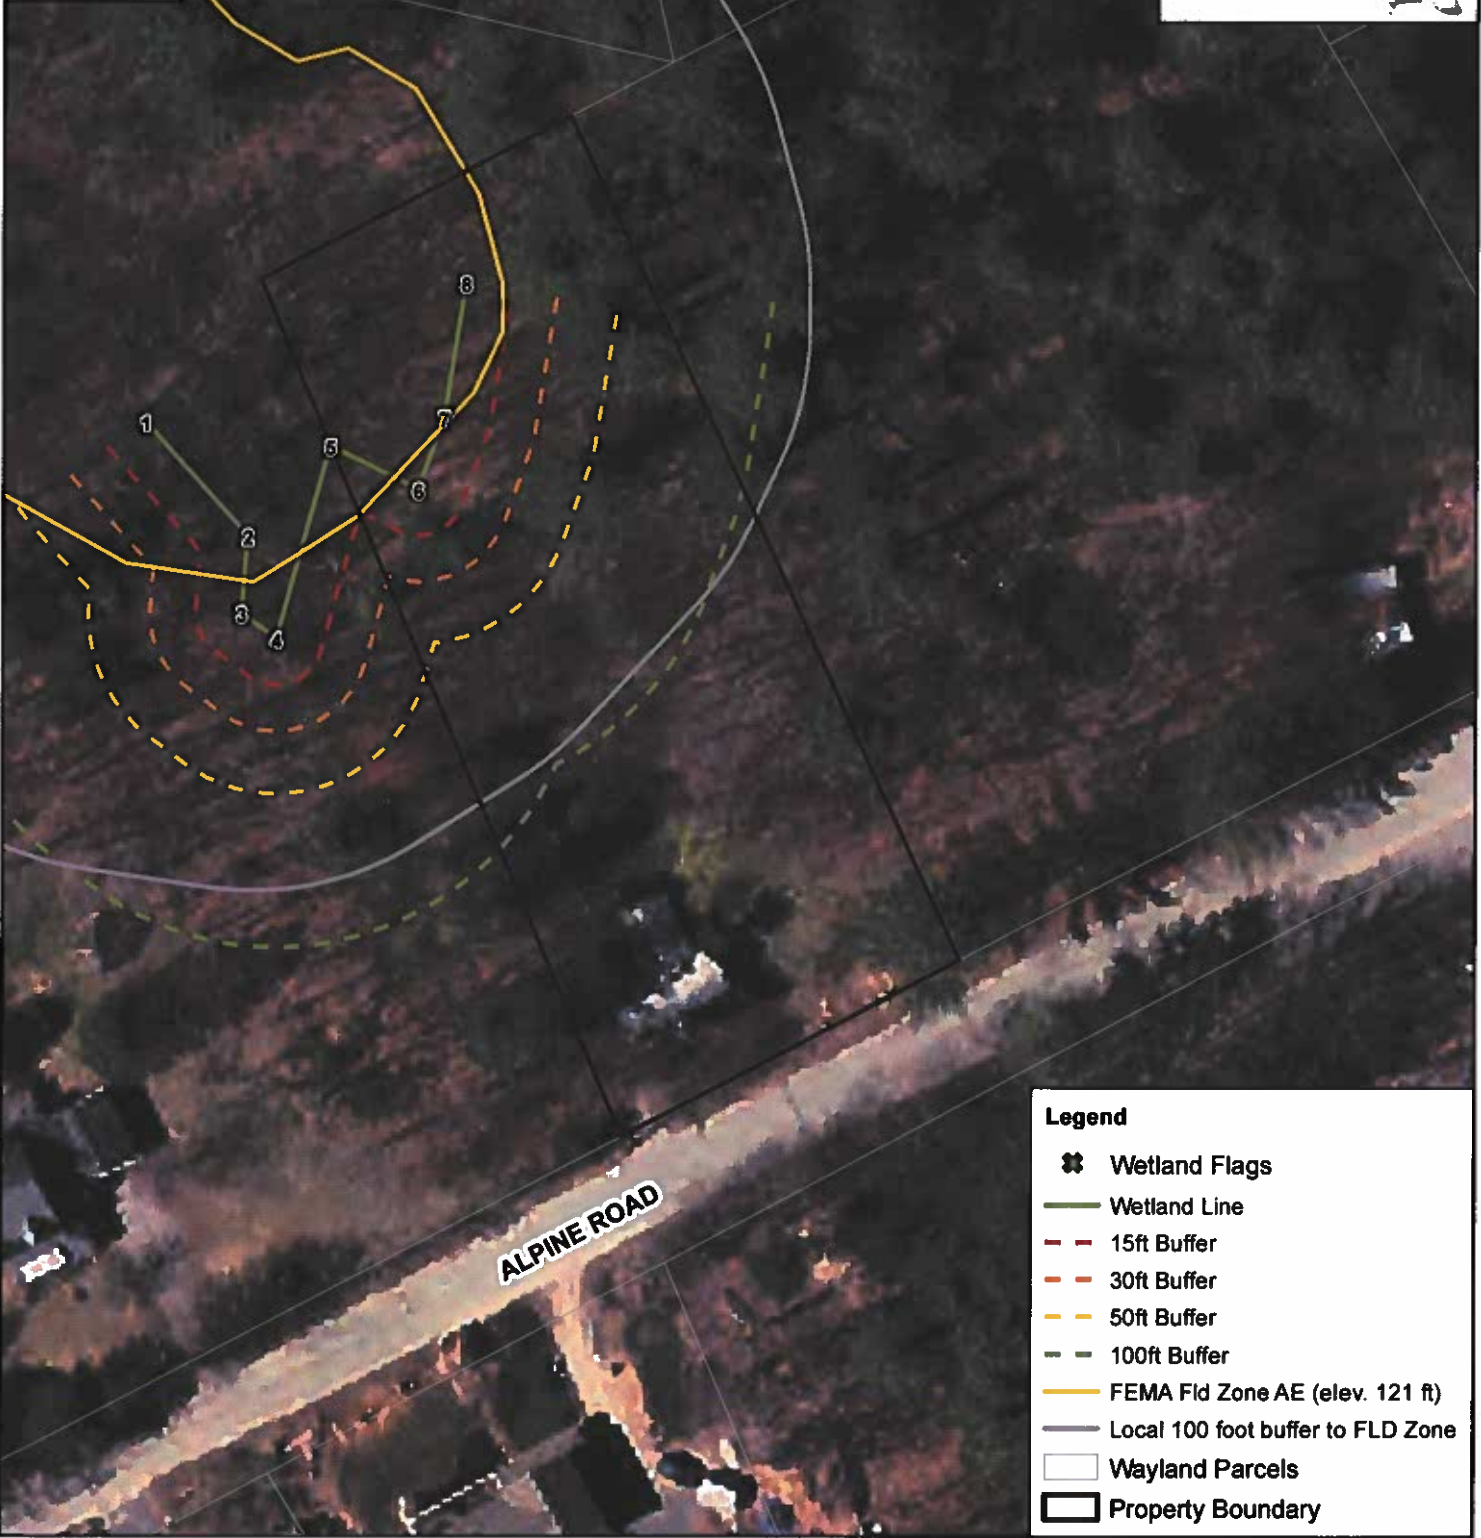 8
1
5
7
6
2
3
4
ALPINE ROAD
Legend
Wetland Flags
Wetland Line
15ft Buffer
30ft Buffer
50ft Buffer
100ft Buffer
FEMA Fld Zone AE (elev. 121 ft)
Local 100 foot buffer to FLD Zone
Wayland Parcels
Property Boundary